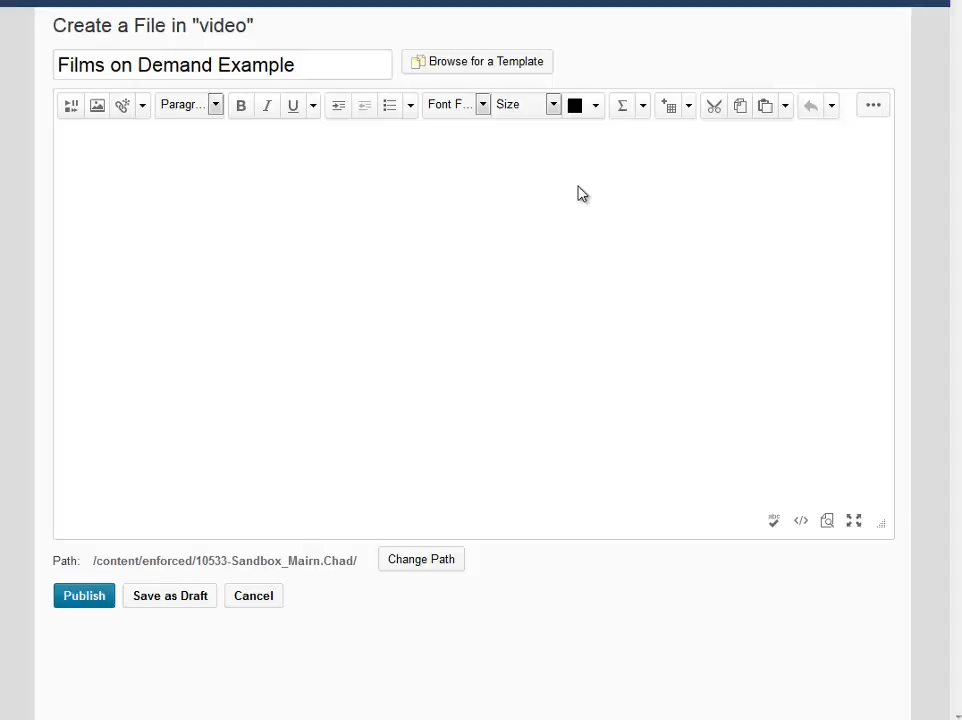 Create a File in "video"
Films on Demand Example
Browse for a Template
Paragr... B I U Font F... Size Σ
abc
</>
Path: /content/enforced/10533-Sandbox_Mairn.Chad/ Change Path
Publish Save as Draft Cancel